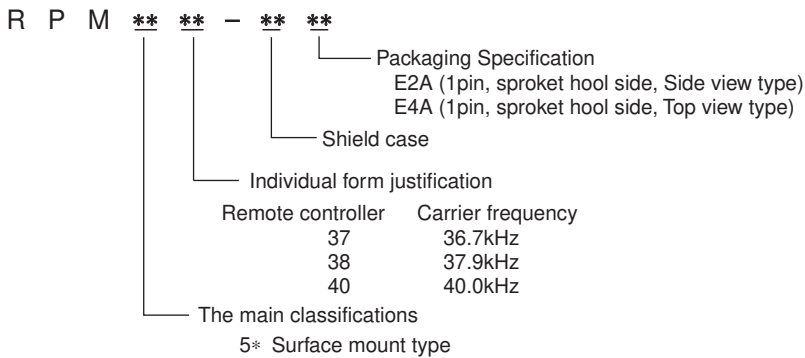 R P M ** ** – ** **
Packaging Specification
E2A (1pin, sproket hool side, Side view type)
E4A (1pin, sproket hool side, Top view type)
Shield case
Individual form justification
Remote controller Carrier frequency
37 36.7kHz
38 37.9kHz
40 40.0kHz
The main classifications
5* Surface mount type